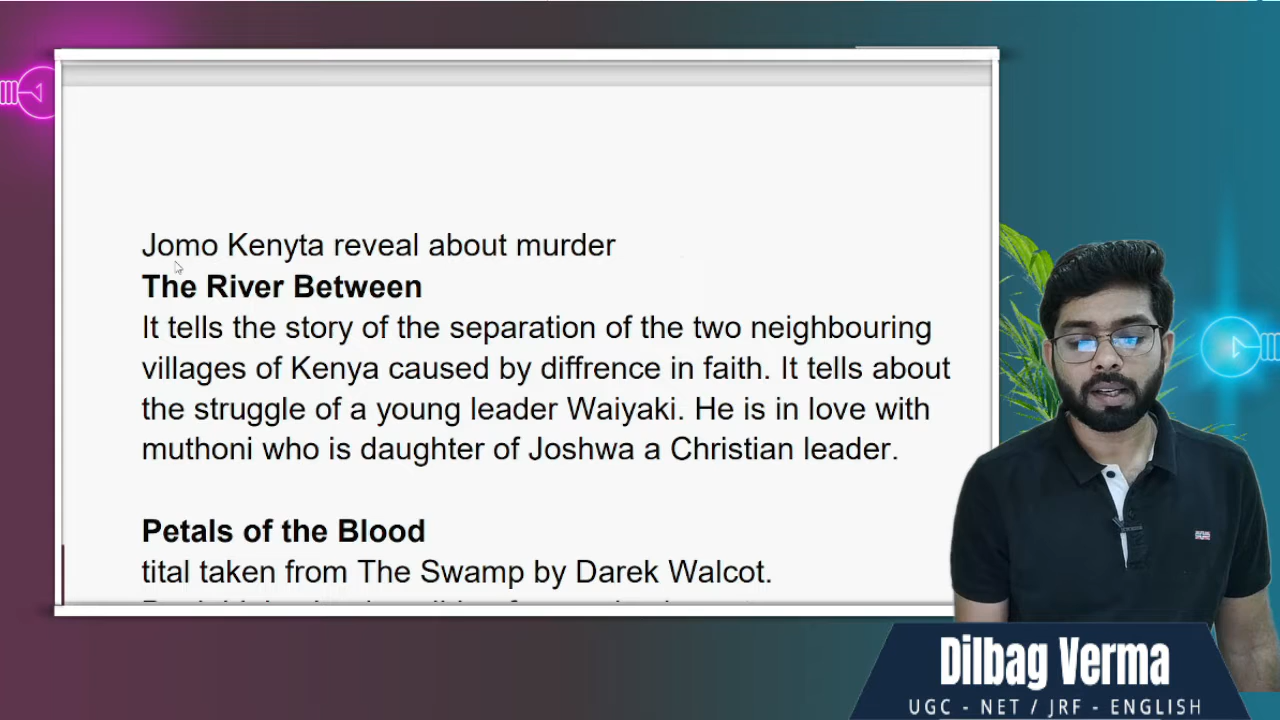 Jomo Kenyta reveal about murder
The River Between
It tells the story of the separation of the two neighbouring
villages of Kenya caused by diffrence in faith. It tells about
the struggle of a young leader Waiyaki. He is in love with
muthoni who is daughter of Joshwa a Christian leader.
Petals of the Blood
tital taken from The Swamp by Darek Walcot.
Dilbag Verma
UGC - NET / JRF - ENGLISH